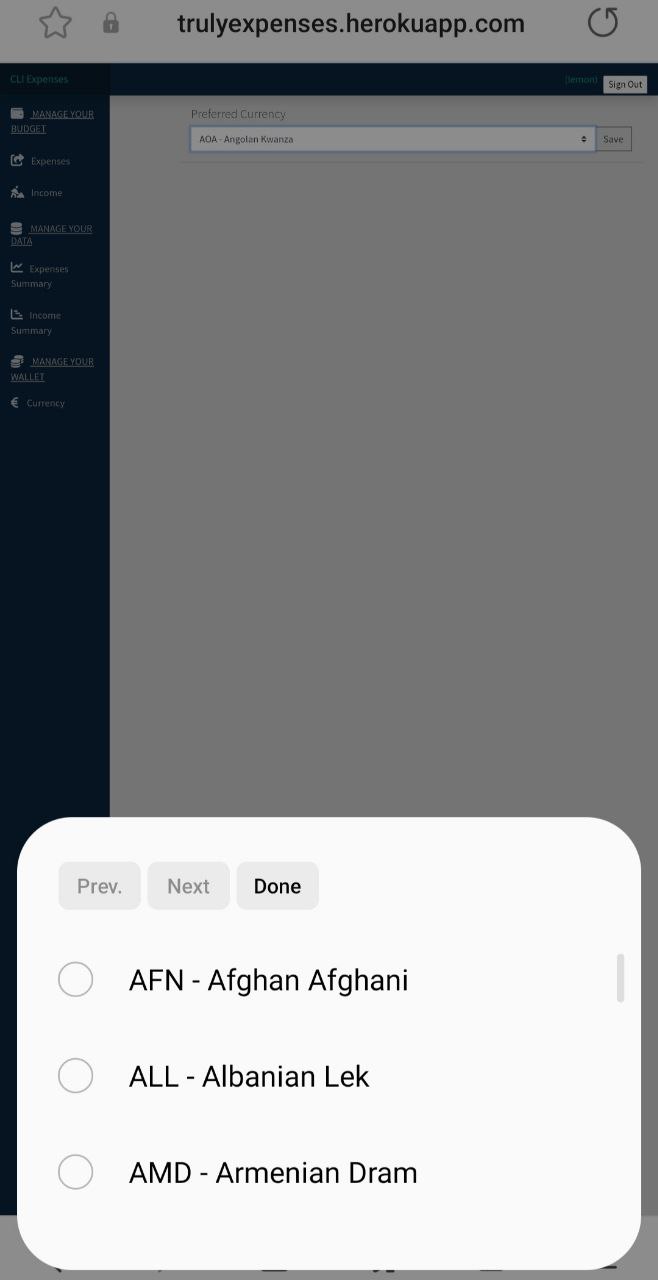 trulyexpenses.herokuapp.com
CLI Expenses
(lemon)
Sign Out
MANAGE YOUR
BUDGET
Expenses
Income
MANAGE YOUR
DATA
Expenses
Summary
Income
Summary
MANAGE YOUR
WALLET
Currency
Preferred Currency
AOA - Angolan Kwanza
Save
Prev.
Next
Done
AFN - Afghan Afghani
ALL - Albanian Lek
AMD - Armenian Dram